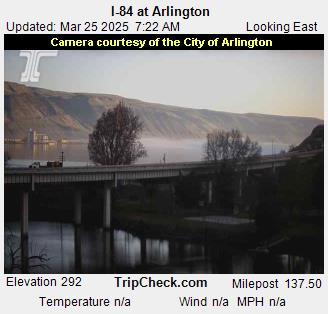 I-84 at Arlington
Updated: Mar 25 2025 7:22 AM Looking East
Camera courtesy of the City of Arlington
Elevation 292 TripCheck.com Milepost 137.50
Temperature n/a Wind n/a MPH n/a